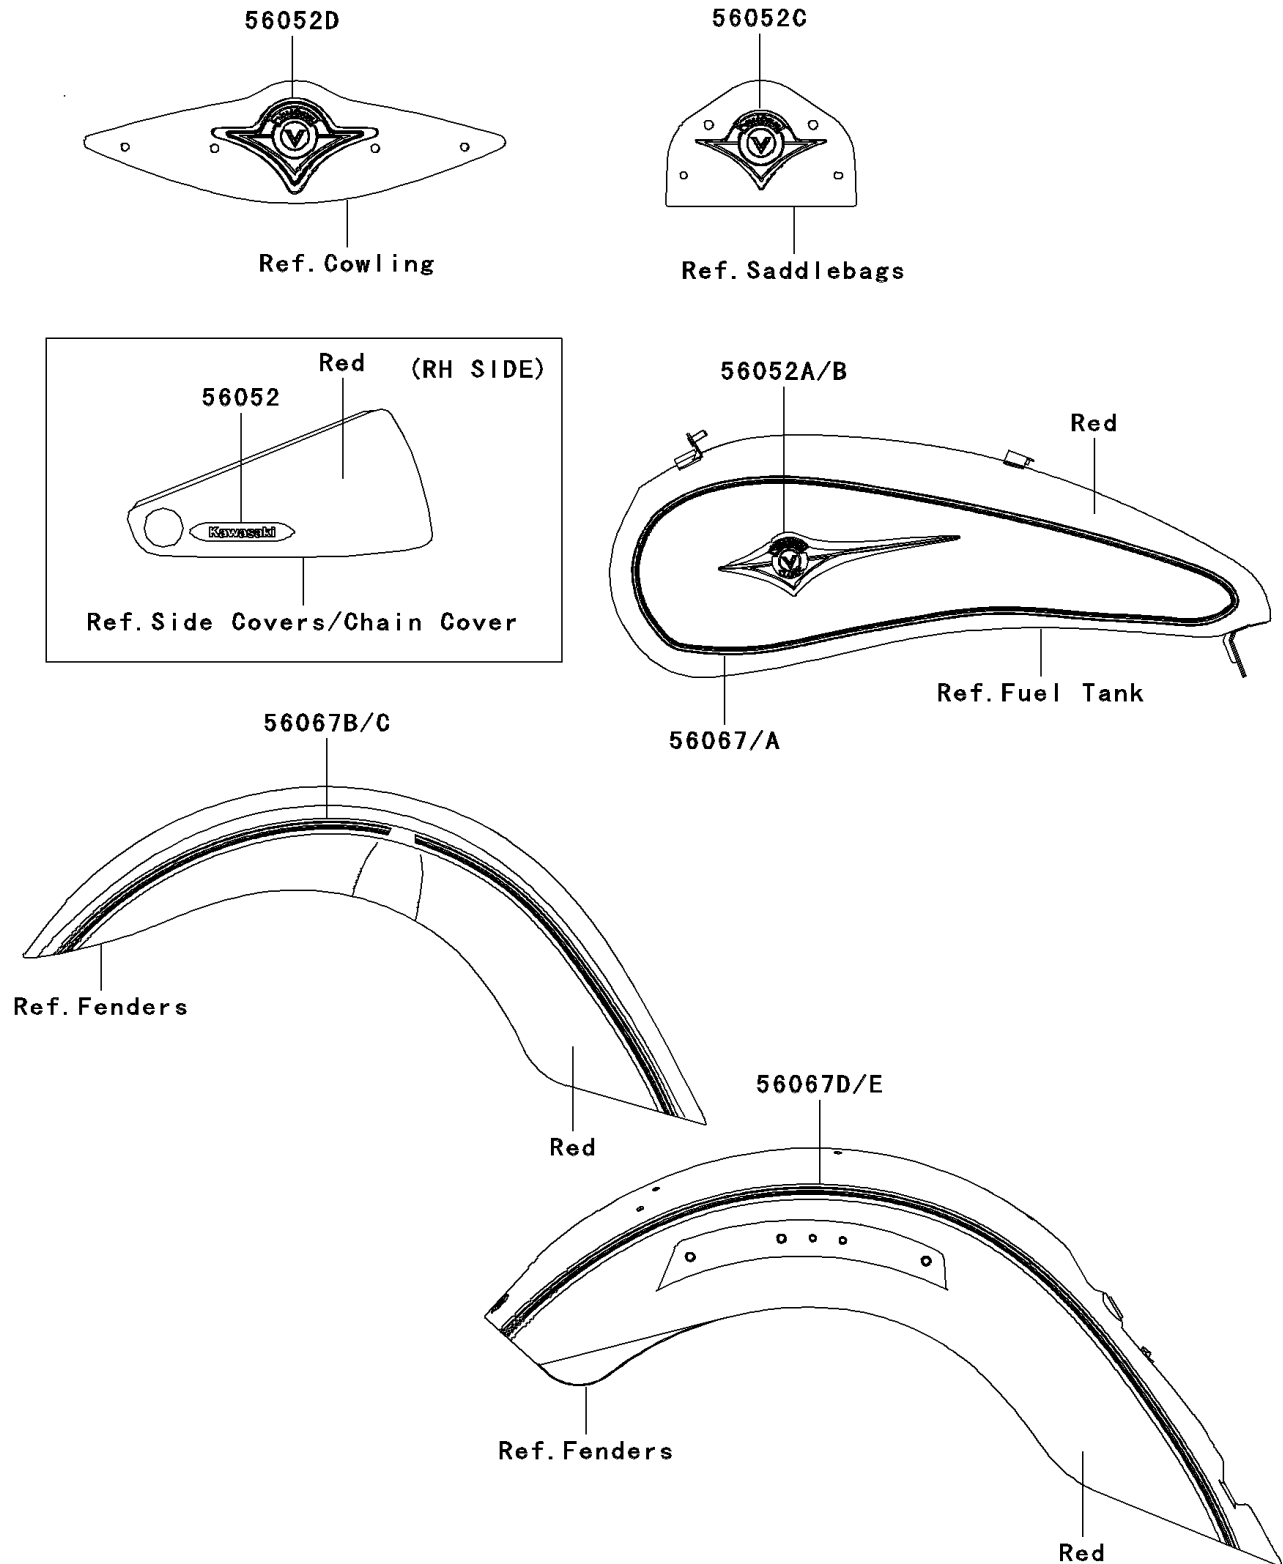 56052D
56052C
V
V
Ref.Cowling
Ref.Saddlebags
Red
(RH SIDE)
56052
Kawasaki
Ref.Side Covers/Chain Cover
56052A/B
Red
V
Ref.Fuel Tank
56067/A
56067B/C
Ref.Fenders
Red
56067D/E
Ref.Fenders
Red